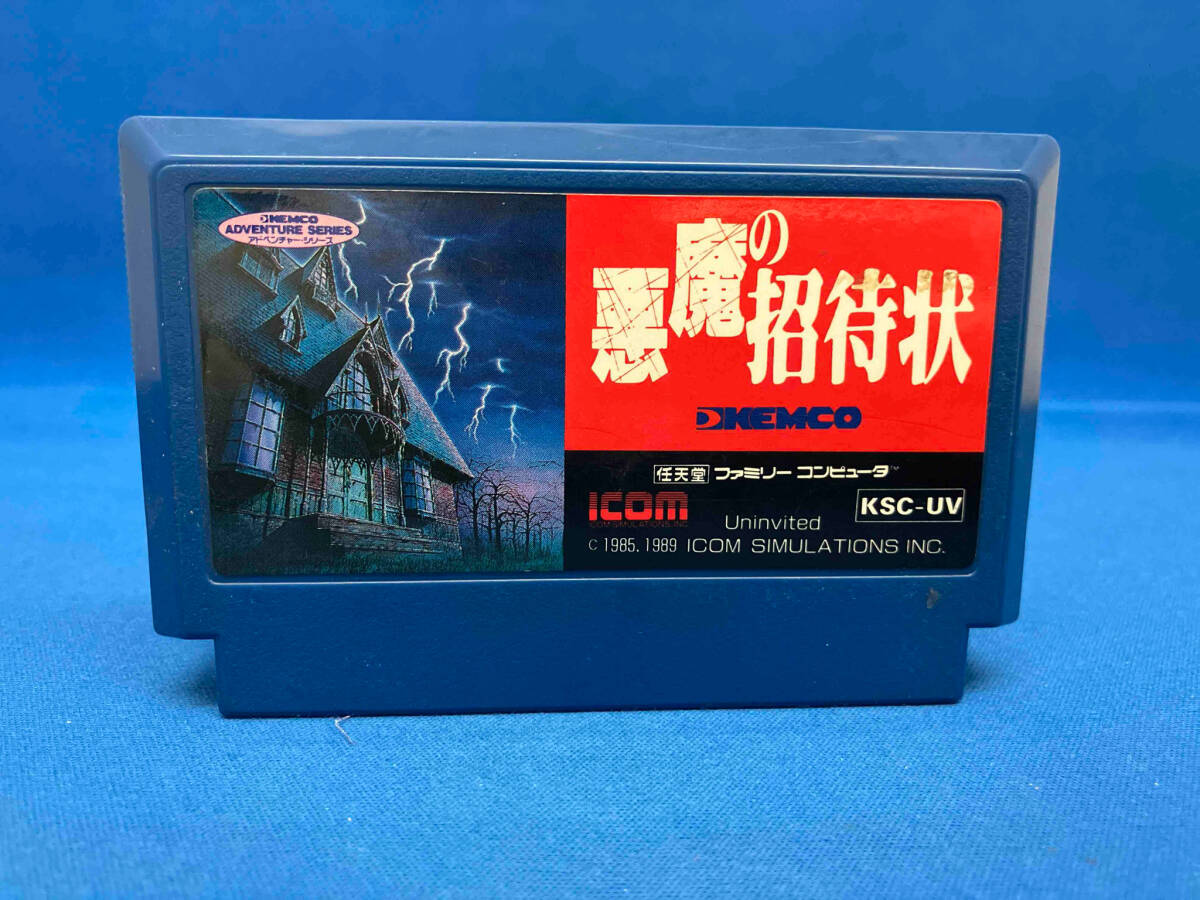 KEMCO
ADVENTURE SERIES
アドベンチャー・シリーズ
悪魔の招待状
KEMCO
任天堂 ファミリー コンピュータ™
ICOM
ICOM SIMULATIONS, INC.
KSC-UV
Uninvited
C 1985. 1989 ICOM SIMULATIONS INC.